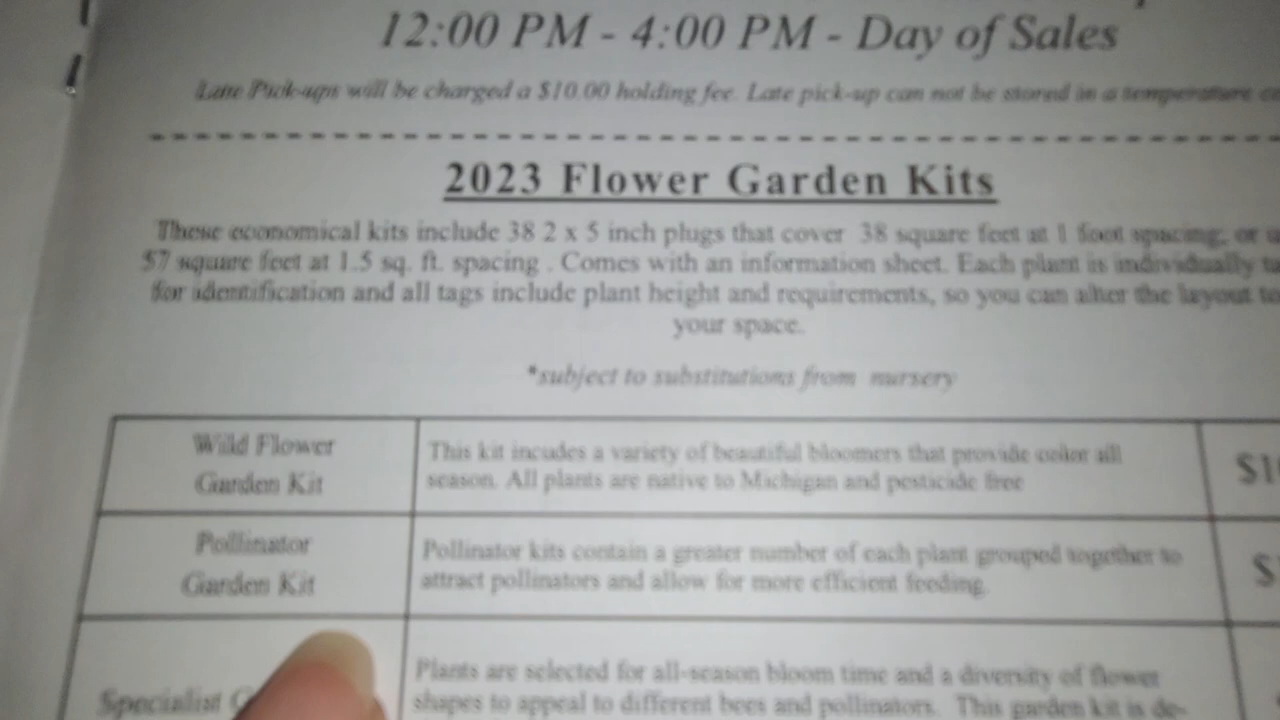 12:00 PM - 4:00 PM - Day of Sales
Late Pick-ups will be charged a $10.00 holding fee. Late pick-up can not be stored in a temperature
2023 Flower Garden Kits
These economical kits include 38 2 x 5 inch plugs that cover 38 square feet at 1 foot spacing, or
57 square feet at 1.5 sq. ft. spacing . Comes with an information sheet. Each plant is individually
for identification and all tags include plant height and requirements, so you can alter the layout to
your space.
*subject to substitutions from nursery
Wild Flower
Garden Kit
This kit incudes a variety of beautiful bloomers that provide color all
season. All plants are native to Michigan and pesticide free
Pollinator
Garden Kit
Pollinator kits contain a greater number of each plant grouped together to
attract pollinators and allow for more efficient feeding.
Specialist
Plants are selected for all-season bloom time and a diversity of flower
shapes to appeal to different bees and pollinators. This garden kit is de-